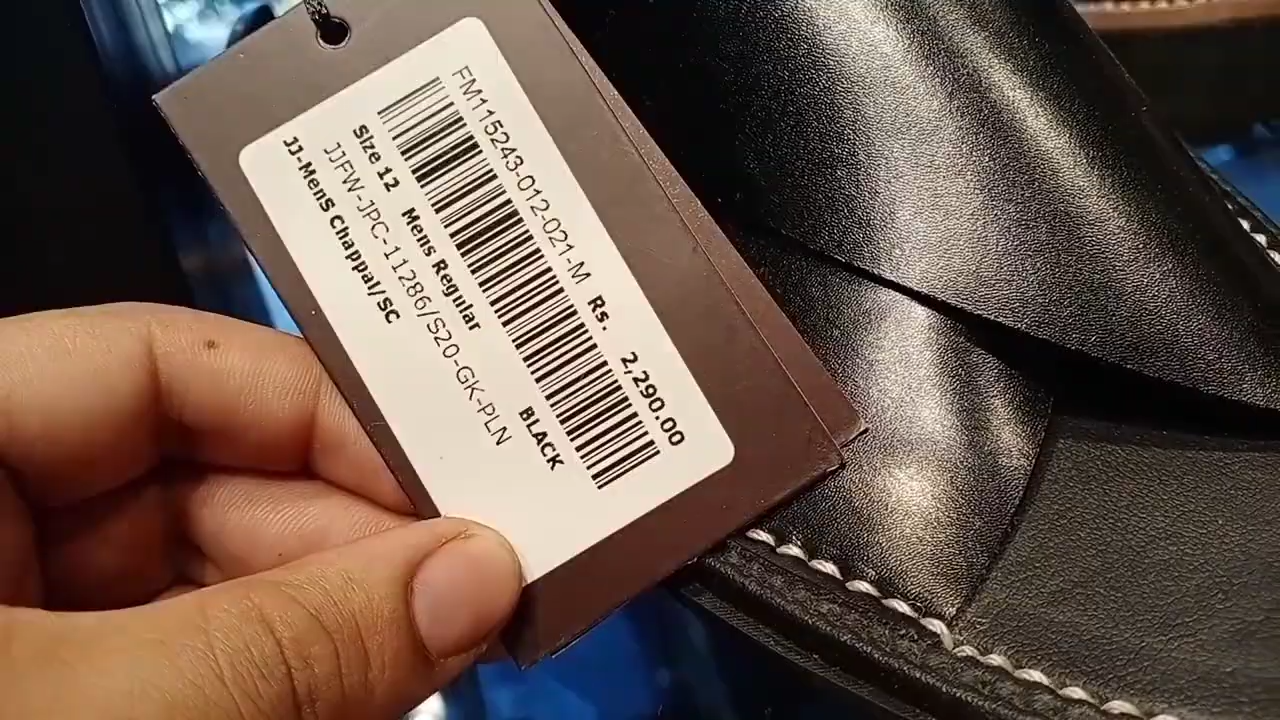 FM115243-012-021-M Rs. 2,290.00
Size 12 Mens Regular BLACK
JJFW-JPC-11286/S20-GK-PLN
JJ-MenS Chappal/SC